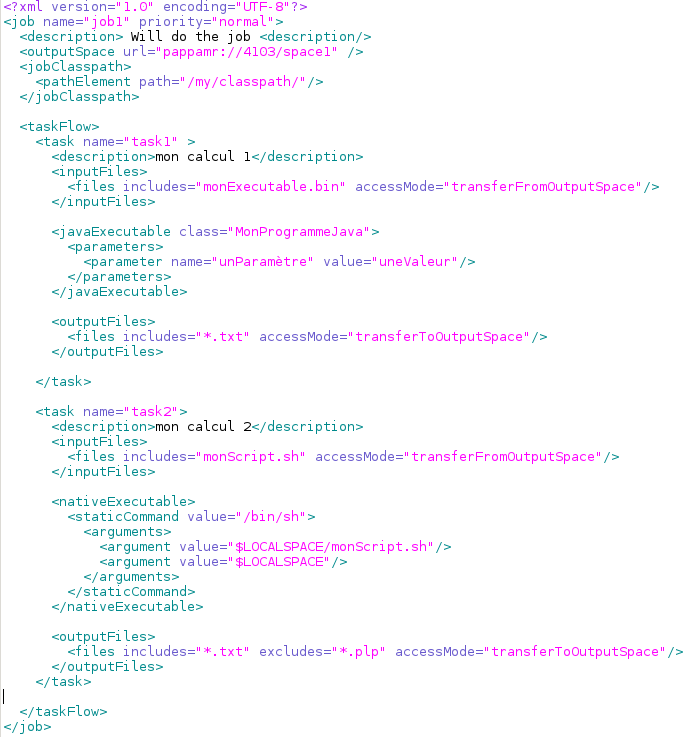 <?xml version="1.0" encoding="UTF-8"?>
<job name="job1" priority="normal">
  <description> Will do the job <description/>
  <outputSpace url="pappamr://4103/space1" />
  <jobClasspath>
    <pathElement path="/my/classpath/"/>
  </jobClasspath>

  <taskFlow>
    <task name="task1" >
      <description>mon calcul 1</description>
      <inputFiles>
        <files includes="monExecutable.bin" accessMode="transferFromOutputSpace"/>
      </inputFiles>

      <javaExecutable class="MonProgrammeJava">
        <parameters>
          <parameter name="unParamètre" value="uneValeur"/>
        </parameters>
      </javaExecutable>

      <outputFiles>
        <files includes="*.txt" accessMode="transferToOutputSpace"/>
      </outputFiles>

    </task>

    <task name="task2">
      <description>mon calcul 2</description>
      <inputFiles>
        <files includes="monScript.sh" accessMode="transferFromOutputSpace"/>
      </inputFiles>

      <nativeExecutable>
        <staticCommand value="/bin/sh">
          <arguments>
            <argument value="$LOCALSPACE/monScript.sh"/>
            <argument value="$LOCALSPACE"/>
          </arguments>
        </staticCommand>
      </nativeExecutable>

      <outputFiles>
        <files includes="*.txt" excludes="*.plp" accessMode="transferToOutputSpace"/>
      </outputFiles>
    </task>

  </taskFlow>
</job>